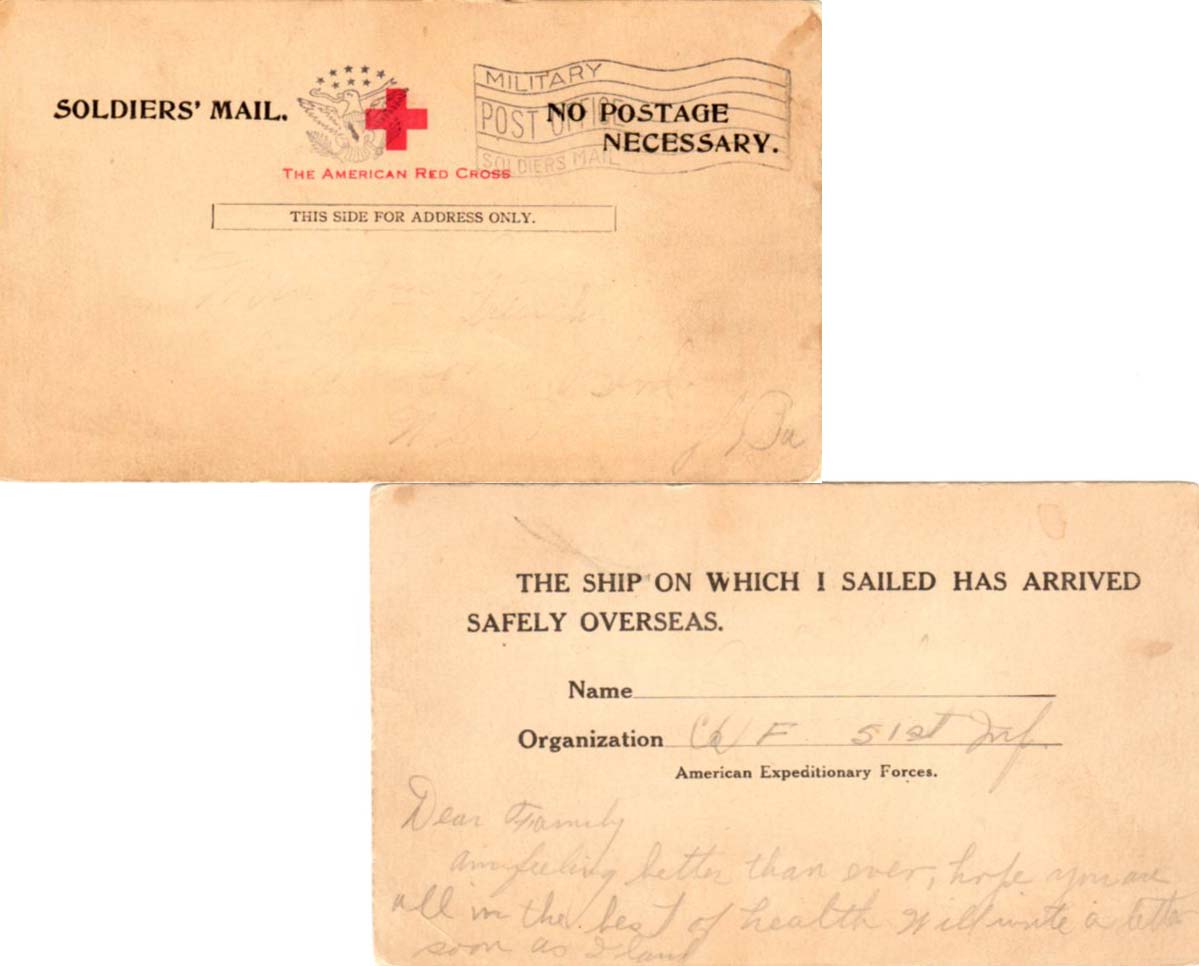 SOLDIERS' MAIL.
THE AMERICAN RED CROSS
MILITARY
POST OFFICE
SOLDIERS MAIL
NO POSTAGE
NECESSARY.
THIS SIDE FOR ADDRESS ONLY.
Pa
THE SHIP ON WHICH I SAILED HAS ARRIVED
SAFELY OVERSEAS.
Name
Organization Co F 51st Inf.
American Expeditionary Forces.
Dear Family
am feeling better than ever, hope you are
all in the best of health Will write a letter
soon as I land